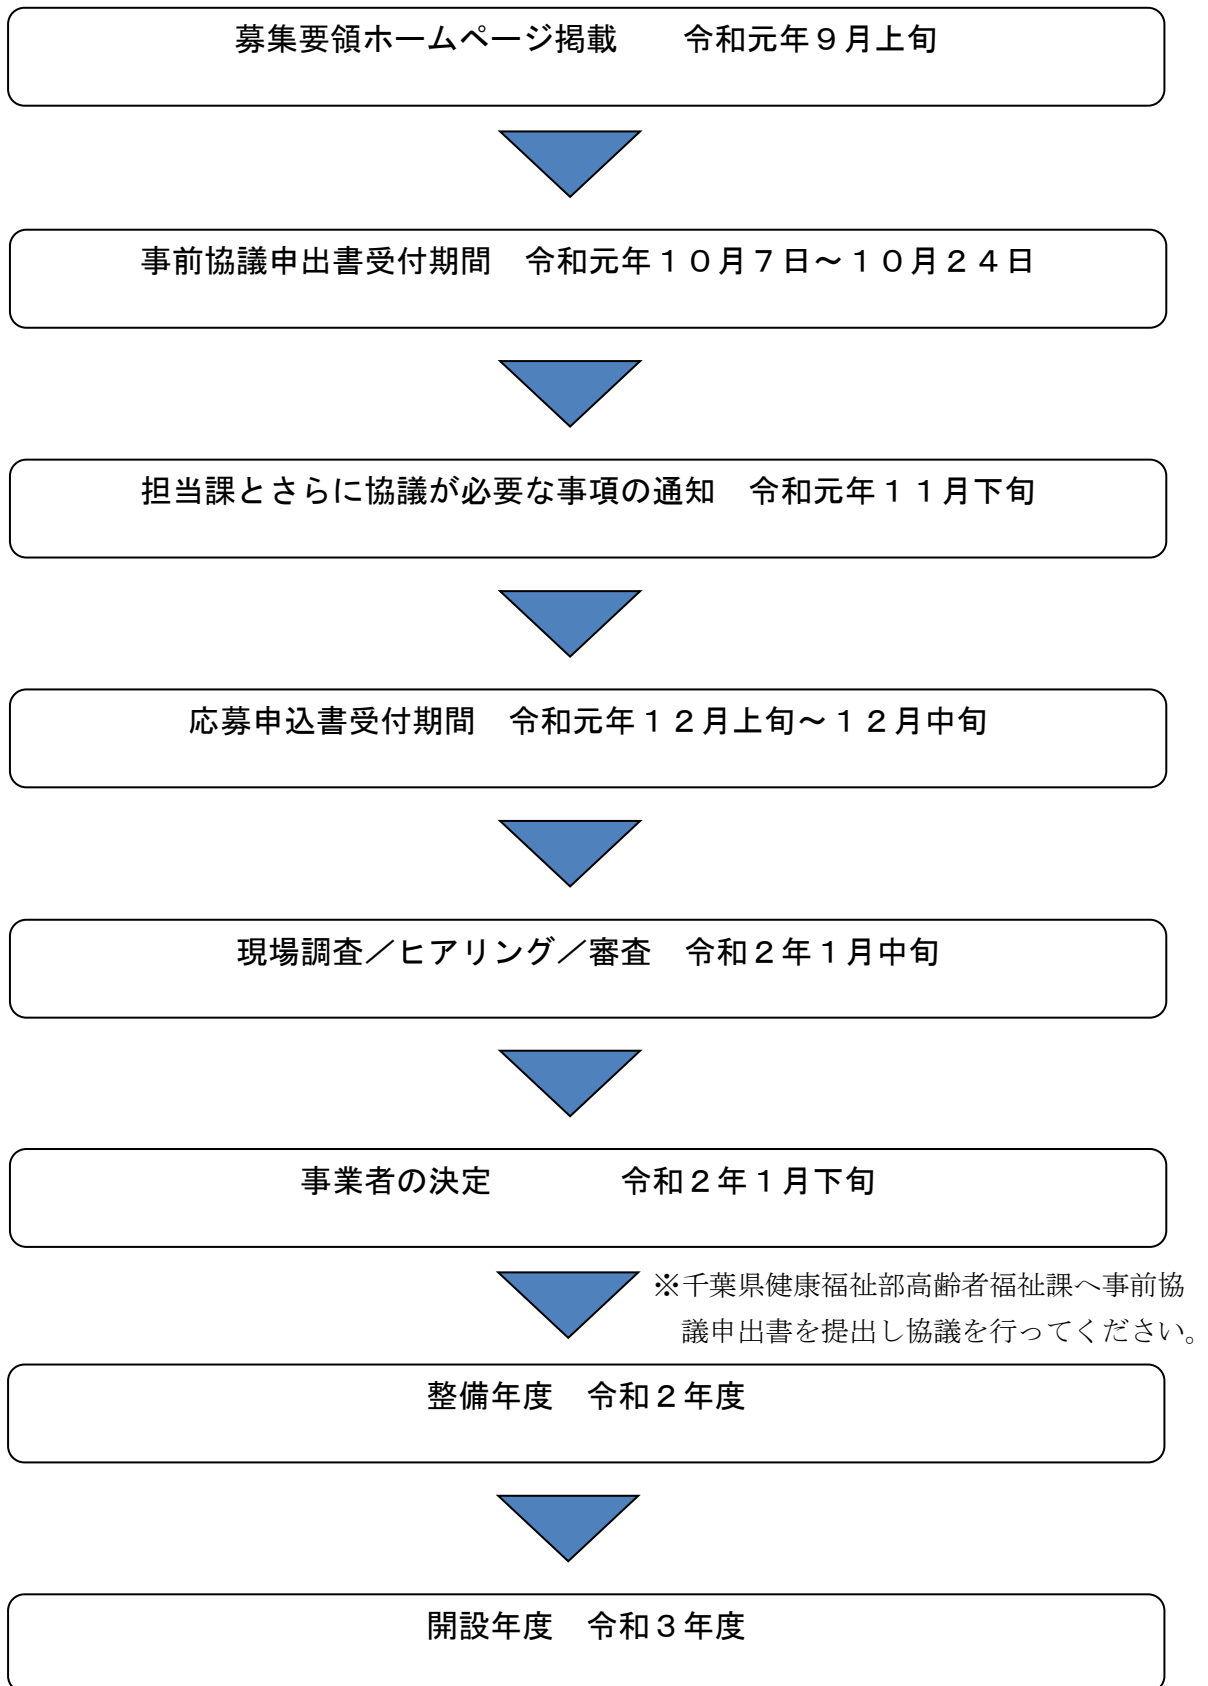 募集要領ホームページ掲載　　令和元年９月上旬
事前協議申出書受付期間　令和元年１０月７日～１０月２４日
担当課とさらに協議が必要な事項の通知　令和元年１１月下旬
応募申込書受付期間　令和元年１２月上旬～１２月中旬
現場調査／ヒアリング／審査　令和２年１月中旬
事業者の決定　　　　令和２年１月下旬
※千葉県健康福祉部高齢者福祉課へ事前協
議申出書を提出し協議を行ってください。
整備年度　令和２年度
開設年度　令和３年度